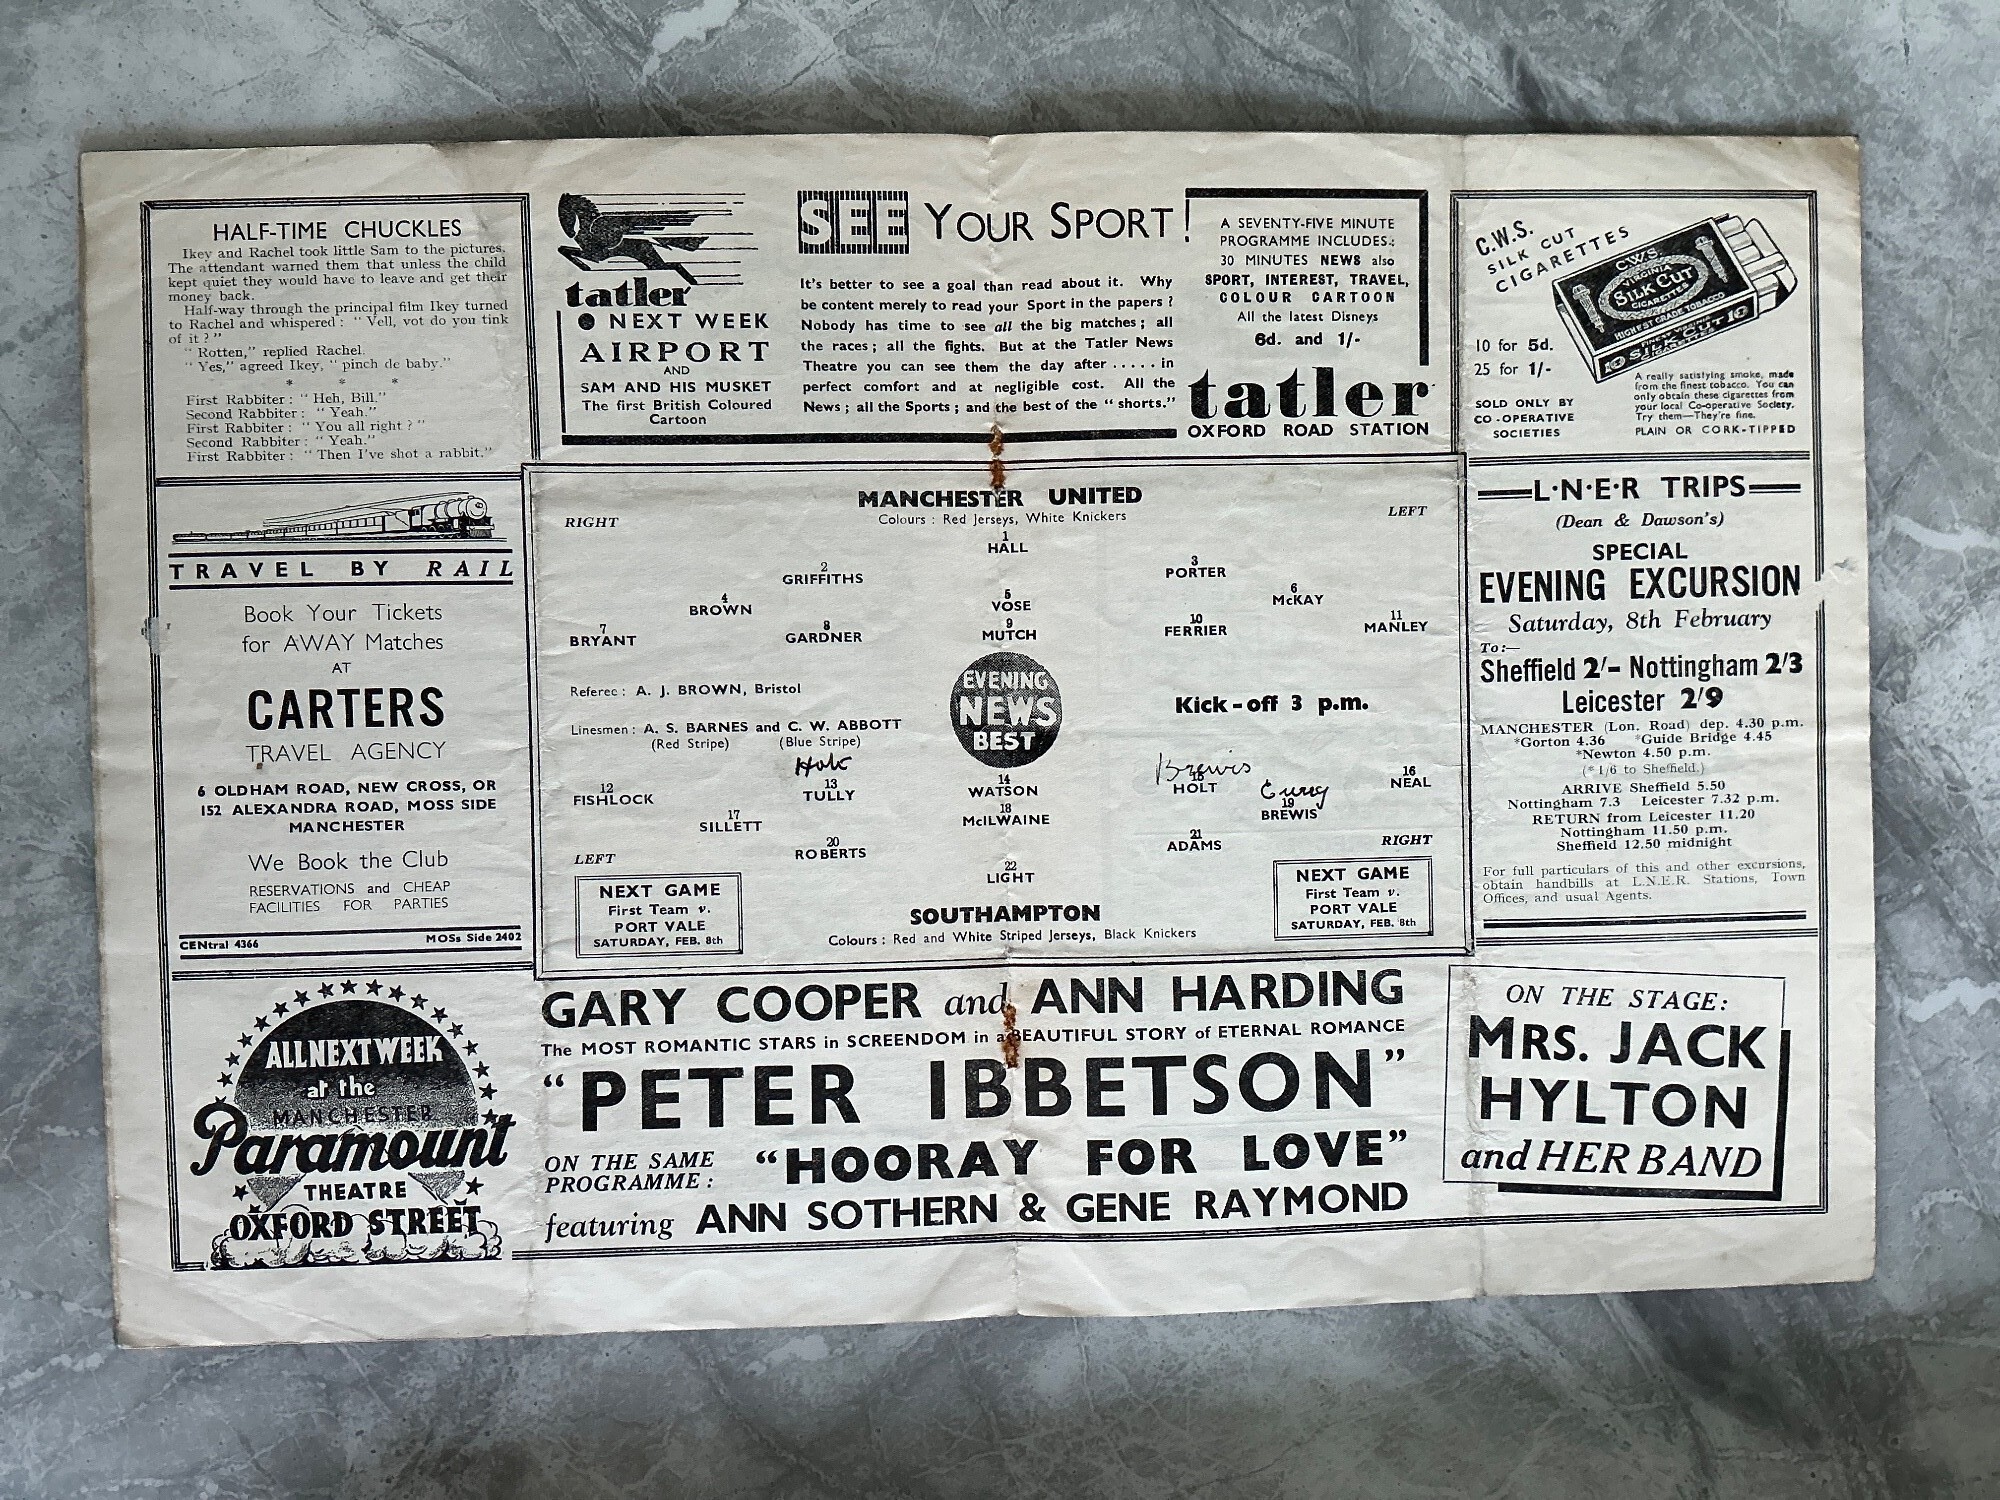 HALF-TIME CHUCKLES
Ikey and Rachel took little Sam to the pictures.
The attendant warned them that unless the child
kept quiet they would have to leave and get their
money back.
Half-way through the principal film Ikey turned
to Rachel and whispered : " Vell, vot do you tink
of it ? "
" Rotten," replied Rachel.
" Yes," agreed Ikey, " pinch de baby."
* * *
First Rabbiter : " Heh, Bill."
Second Rabbiter : " Yeah."
First Rabbiter : " You all right ? "
Second Rabbiter : " Yeah."
First Rabbiter : " Then I've shot a rabbit."
tatler
NEXT WEEK
AIRPORT
AND
SAM AND HIS MUSKET
The first British Coloured
Cartoon
SEE YOUR SPORT!
It's better to see a goal than read about it. Why
be content merely to read your Sport in the papers ?
Nobody has time to see all the big matches ; all
the races ; all the fights. But at the Tatler News
Theatre you can see them the day after . . . . . in
perfect comfort and at negligible cost. All the
News ; all the Sports ; and the best of the " shorts."
A SEVENTY-FIVE MINUTE
PROGRAMME INCLUDES:
30 MINUTES NEWS also
SPORT, INTEREST, TRAVEL,
COLOUR CARTOON
All the latest Disneys
6d. and 1/-
tatler
OXFORD ROAD STATION
C.W.S.
SILK CUT
CIGARETTES
C.W.S.
VIRGINIA
SILK CUT
CIGARETTES
HIGHEST GRADE TOBACCO
10 SILK CUT 10
CIGARETTES
10 for 5d.
25 for 1/-
SOLD ONLY BY
CO-OPERATIVE
SOCIETIES
A really satisfying smoke, made
from the finest tobacco. You can
only obtain these cigarettes from
your local Co-operative Society.
Try them—They're fine.
PLAIN OR CORK-TIPPED
TRAVEL BY RAIL
Book Your Tickets
for AWAY Matches
AT
CARTERS
TRAVEL AGENCY
6 OLDHAM ROAD, NEW CROSS, OR
152 ALEXANDRA ROAD, MOSS SIDE
MANCHESTER
We Book the Club
RESERVATIONS and CHEAP
FACILITIES FOR PARTIES
CENtral 4366 MOSs Side 2402
MANCHESTER UNITED
Colours : Red Jerseys, White Knickers
RIGHT LEFT
1
HALL
2 3
GRIFFITHS PORTER
4 5 6
BROWN VOSE McKAY
7 8 9 10 11
BRYANT GARDNER MUTCH FERRIER MANLEY
Referee : A. J. BROWN, Bristol
Linesmen : A. S. BARNES and C. W. ABBOTT
(Red Stripe) (Blue Stripe)
EVENING
NEWS
BEST
Kick-off 3 p.m.
Holt Brewis Curry
12 13 14 15 16
FISHLOCK TULLY WATSON HOLT NEAL
17 18 19
SILLETT McILWAINE BREWIS
20 21
ROBERTS ADAMS
LEFT RIGHT
22
LIGHT
SOUTHAMPTON
Colours : Red and White Striped Jerseys, Black Knickers
NEXT GAME
First Team v.
PORT VALE
SATURDAY, FEB. 8th
NEXT GAME
First Team v.
PORT VALE
SATURDAY, FEB. 8th
L·N·E·R TRIPS
(Dean & Dawson's)
SPECIAL
EVENING EXCURSION
Saturday, 8th February
To:—
Sheffield 2/- Nottingham 2/3
Leicester 2/9
MANCHESTER (Lon. Road) dep. 4.30 p.m.
*Gorton 4.36 *Guide Bridge 4.45
*Newton 4.50 p.m.
(* 1/6 to Sheffield.)
ARRIVE Sheffield 5.50
Nottingham 7.3 Leicester 7.32 p.m.
RETURN from Leicester 11.20
Nottingham 11.50 p.m.
Sheffield 12.50 midnight
For full particulars of this and other excursions,
obtain handbills at L.N.E.R. Stations, Town
Offices, and usual Agents.
ALL NEXT WEEK
at the
MANCHESTER
Paramount
THEATRE
OXFORD STREET
GARY COOPER and ANN HARDING
The MOST ROMANTIC STARS in SCREENDOM in a BEAUTIFUL STORY of ETERNAL ROMANCE
"PETER IBBETSON"
ON THE SAME
PROGRAMME :
"HOORAY FOR LOVE"
featuring ANN SOTHERN & GENE RAYMOND
ON THE STAGE:
MRS. JACK
HYLTON
and HER BAND